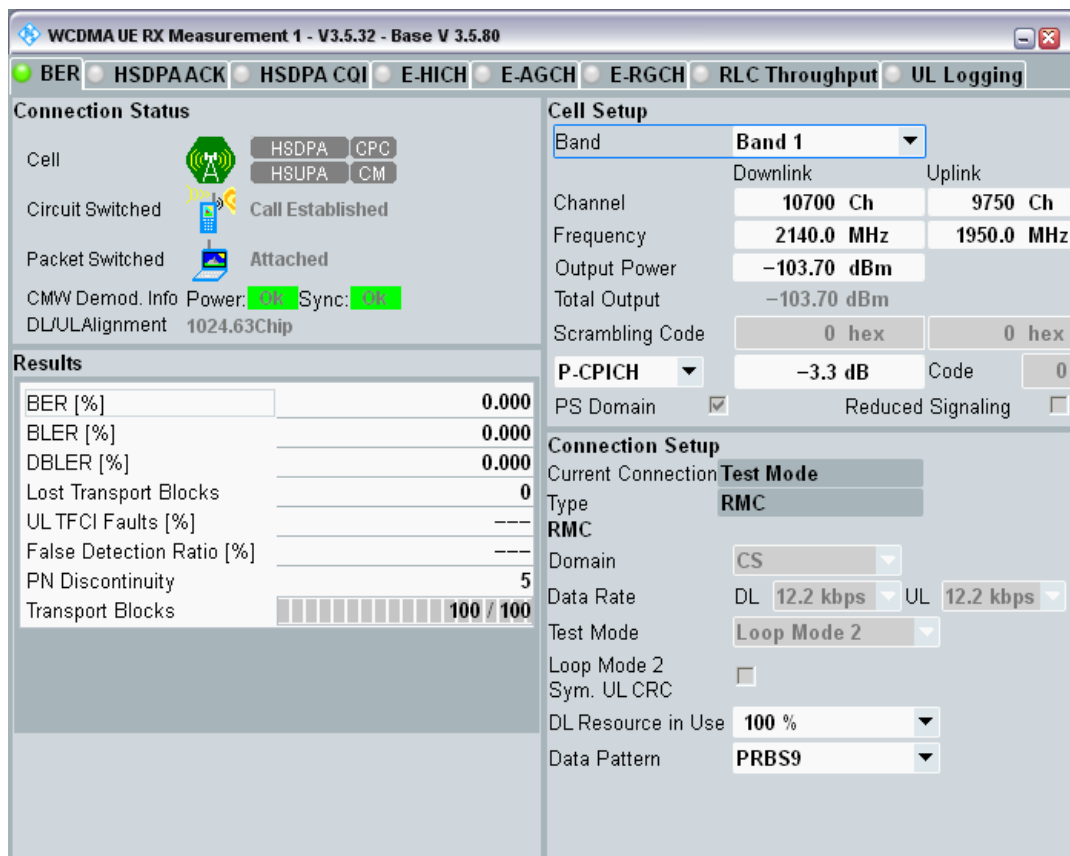 WCDMA UE RX Measurement 1 - V3.5.32 - Base V 3.5.80
BER HSDPA ACK HSDPA CQI E-HICH E-AGCH E-RGCH RLC Throughput UL Logging
Connection Status
Cell HSDPA CPC
HSUPA CM
Circuit Switched Call Established
Packet Switched Attached
CMW Demod. Info Power: Ok Sync: Ok
DL/ULAlignment 1024.63Chip
Results
BER [%] 0.000
BLER [%] 0.000
DBLER [%] 0.000
Lost Transport Blocks 0
UL TFCI Faults [%] ---
False Detection Ratio [%] ---
PN Discontinuity 5
Transport Blocks 100 / 100
Cell Setup
Band Band 1
Downlink Uplink
Channel 10700 Ch 9750 Ch
Frequency 2140.0 MHz 1950.0 MHz
Output Power −103.70 dBm
Total Output −103.70 dBm
Scrambling Code 0 hex 0 hex
P-CPICH −3.3 dB Code 0
PS Domain Reduced Signaling
Connection Setup
Current Connection Test Mode
Type RMC
RMC
Domain CS
Data Rate DL 12.2 kbps UL 12.2 kbps
Test Mode Loop Mode 2
Loop Mode 2
Sym. UL CRC
DL Resource in Use 100 %
Data Pattern PRBS9